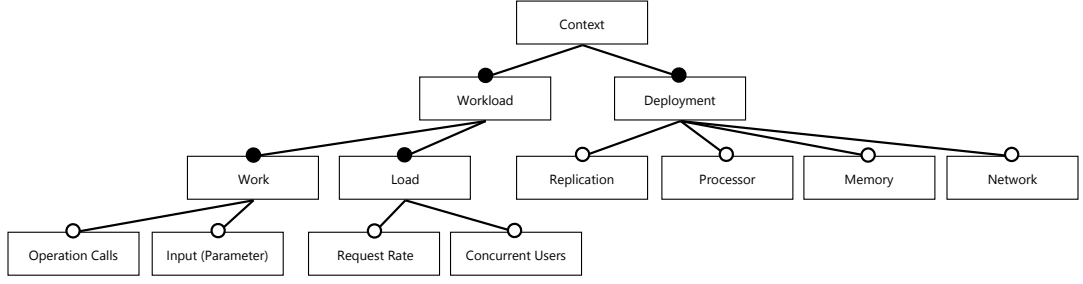 Context
Workload
Deployment
Work
Load
Replication
Processor
Memory
Network
Operation Calls
Input (Parameter)
Request Rate
Concurrent Users